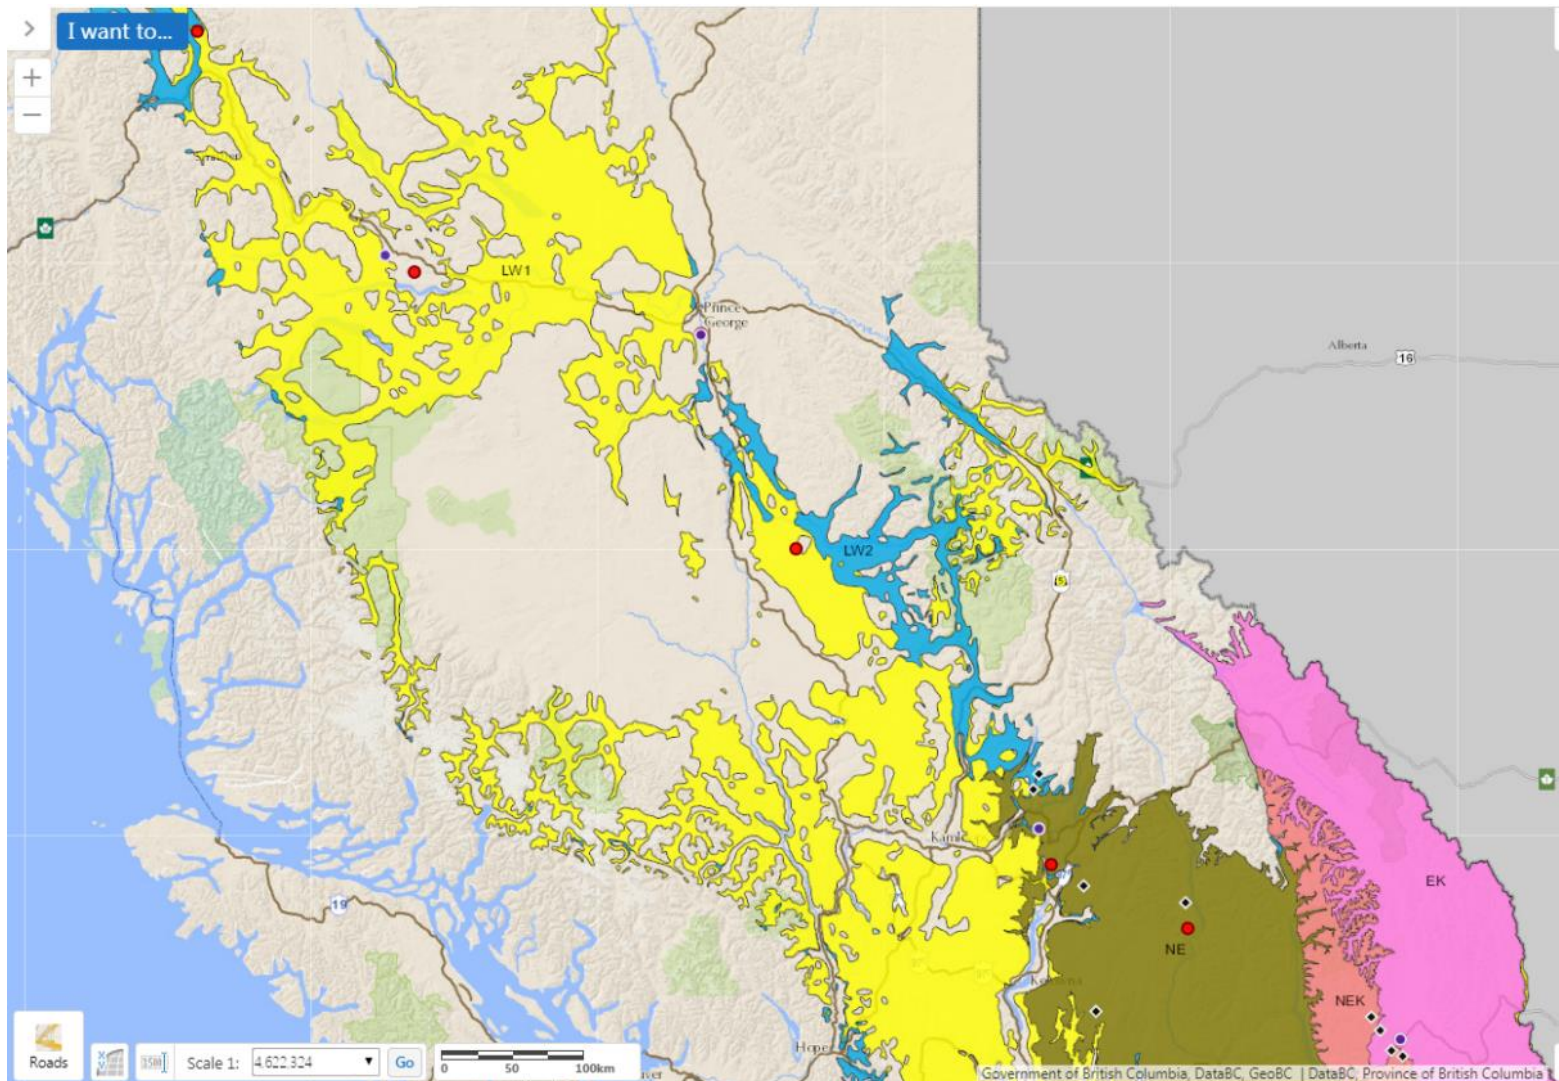 I want to...
+
−
LW1
Prince
George
Alberta
16
LW2
5
19
EK
NE
NEK
Hope
Roads
Scale 1:
4,622,324
Go
0 50 100km
Government of British Columbia, DataBC, GeoBC | DataBC, Province of British Columbia